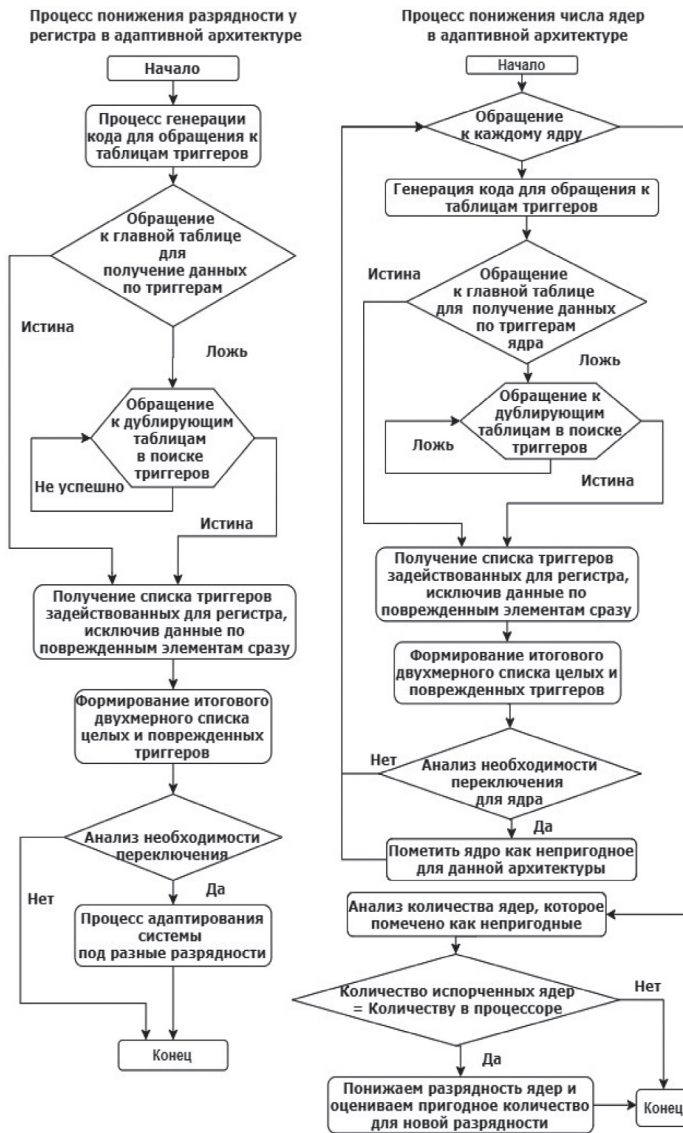 Процесс понижения разрядности у
регистра в адаптивной архитектуре
Начало
Процесс генерации
кода для обращения к
таблицам триггеров
Обращение
к главной таблице
для
получение данных
по триггерам
Истина
Ложь
Обращение
к дублирующим
таблицам
в поиске
триггеров
Не успешно
Истина
Получение списка триггеров
задействованных для регистра,
исключив данные по
поврежденным элементам сразу
Формирование итогового
двухмерного списка
целых и поврежденных
триггеров
Анализ необходимости
переключения
Нет
Да
Процесс адаптирования
системы
под разные разрядности
Конец
Процесс понижения числа ядер
в адаптивной архитектуре
Начало
Обращение
к каждому ядру
Генерация кода для обращения к
таблицам триггеров
Истина
Обращение
к главной таблице
для получение данных
по триггерам
ядра
Ложь
Обращение к
дублирующим
таблицам в поиске
триггеров
Ложь
Истина
Получение списка триггеров
задействованных для регистра,
исключив данные по
поврежденным элементам сразу
Формирование итогового
двухмерного списка целых и
поврежденных триггеров
Нет
Анализ необходимости
переключения
для ядра
Да
Пометить ядро как непригодное
для данной архитектуры
Анализ количества ядер, которое
помечено как непригодные
Количество испорченных ядер
= Количеству в процессоре
Нет
Да
Понижаем разрядность ядер и
оцениваем пригодное количество
для новой разрядности
Конец